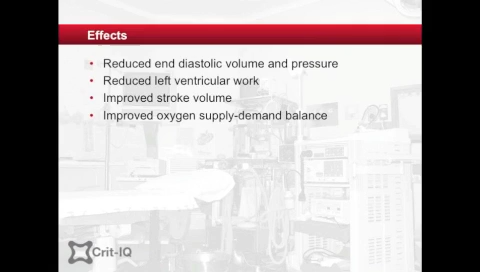 Effects
• Reduced end diastolic volume and pressure
• Reduced left ventricular work
• Improved stroke volume
• Improved oxygen supply-demand balance
Crit-IQ